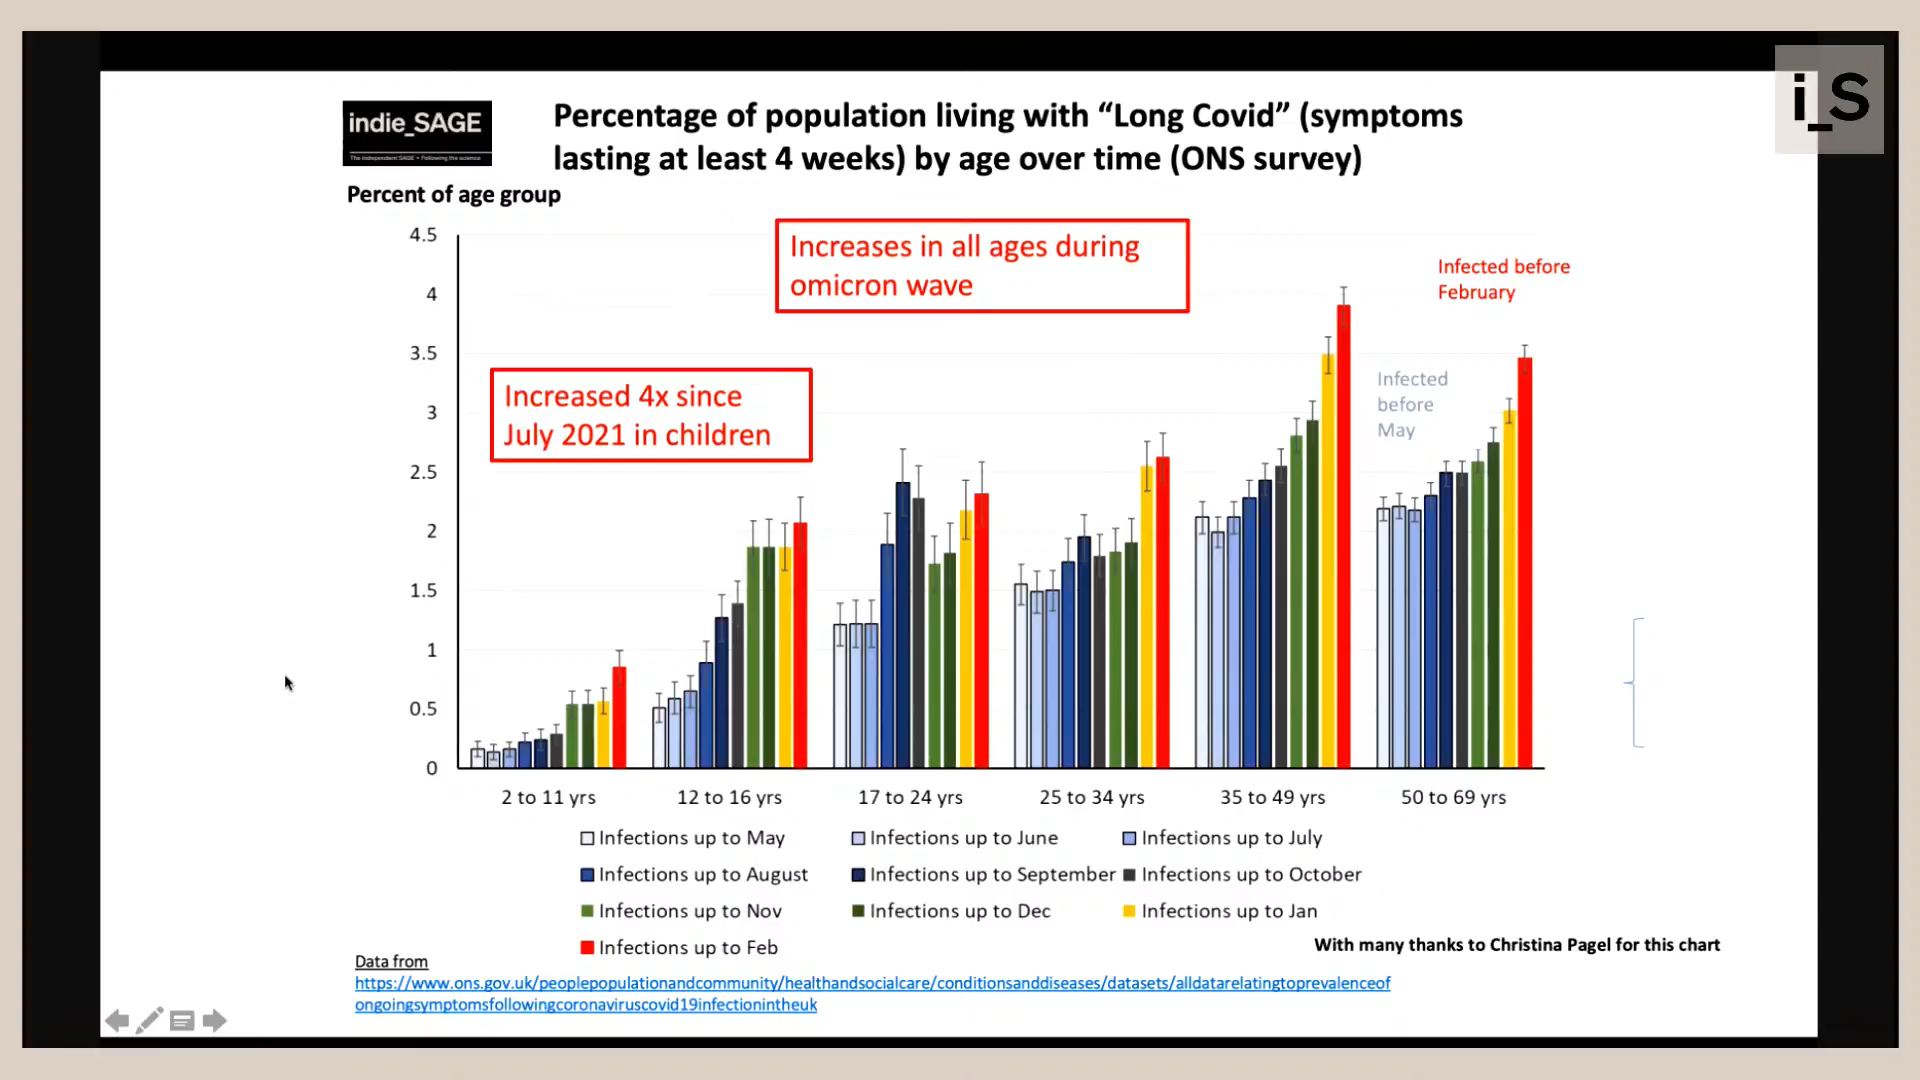 i_S
indie_SAGE
The Independent SAGE • Following the science
Percentage of population living with “Long Covid” (symptoms
lasting at least 4 weeks) by age over time (ONS survey)
Percent of age group
4.5
4
3.5
3
2.5
2
1.5
1
0.5
0
Increases in all ages during
omicron wave
Increased 4x since
July 2021 in children
Infected before
February
Infected
before
May
2 to 11 yrs
12 to 16 yrs
17 to 24 yrs
25 to 34 yrs
35 to 49 yrs
50 to 69 yrs
Infections up to May
Infections up to June
Infections up to July
Infections up to August
Infections up to September
Infections up to October
Infections up to Nov
Infections up to Dec
Infections up to Jan
Infections up to Feb
With many thanks to Christina Pagel for this chart
Data from
https://www.ons.gov.uk/peoplepopulationandcommunity/healthandsocialcare/conditionsanddiseases/datasets/alldatarelatingtoprevalenceof
ongoingsymptomsfollowingcoronaviruscovid19infectionintheuk